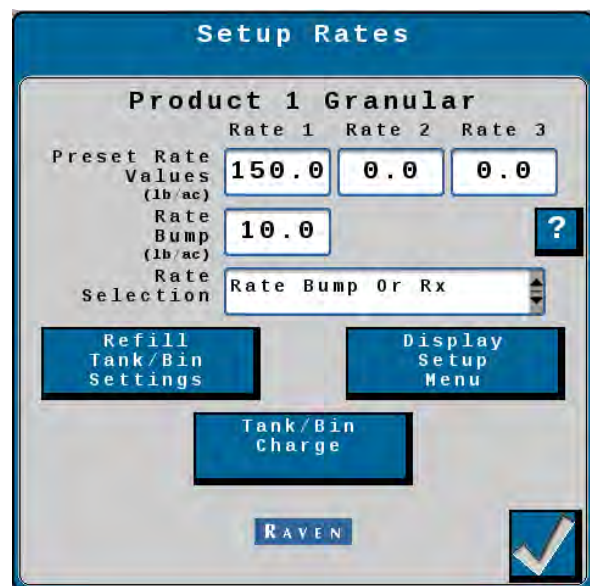 Setup Rates
Product 1 Granular
Rate 1 Rate 2 Rate 3
Preset Rate
Values
(lb/ac)
150.0 0.0 0.0
Rate
Bump
(lb/ac)
10.0
?
Rate
Selection
Rate Bump Or Rx
Refill
Tank/Bin
Settings
Display
Setup
Menu
Tank/Bin
Charge
RAVEN